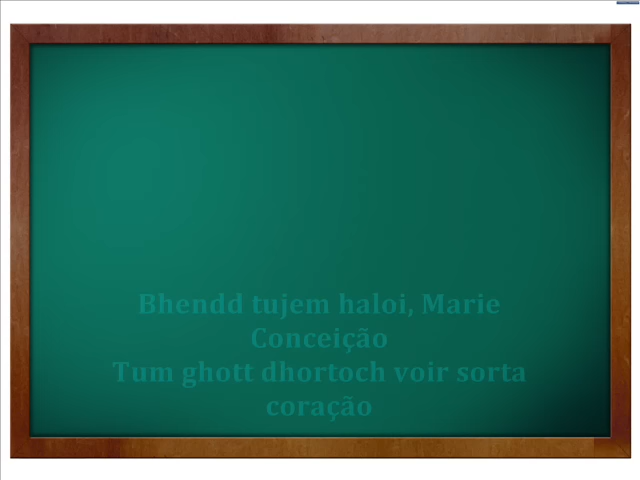 Bhendd tujem haloi, Marie
Conceição
Tum ghott dhortoch voir sorta
coração